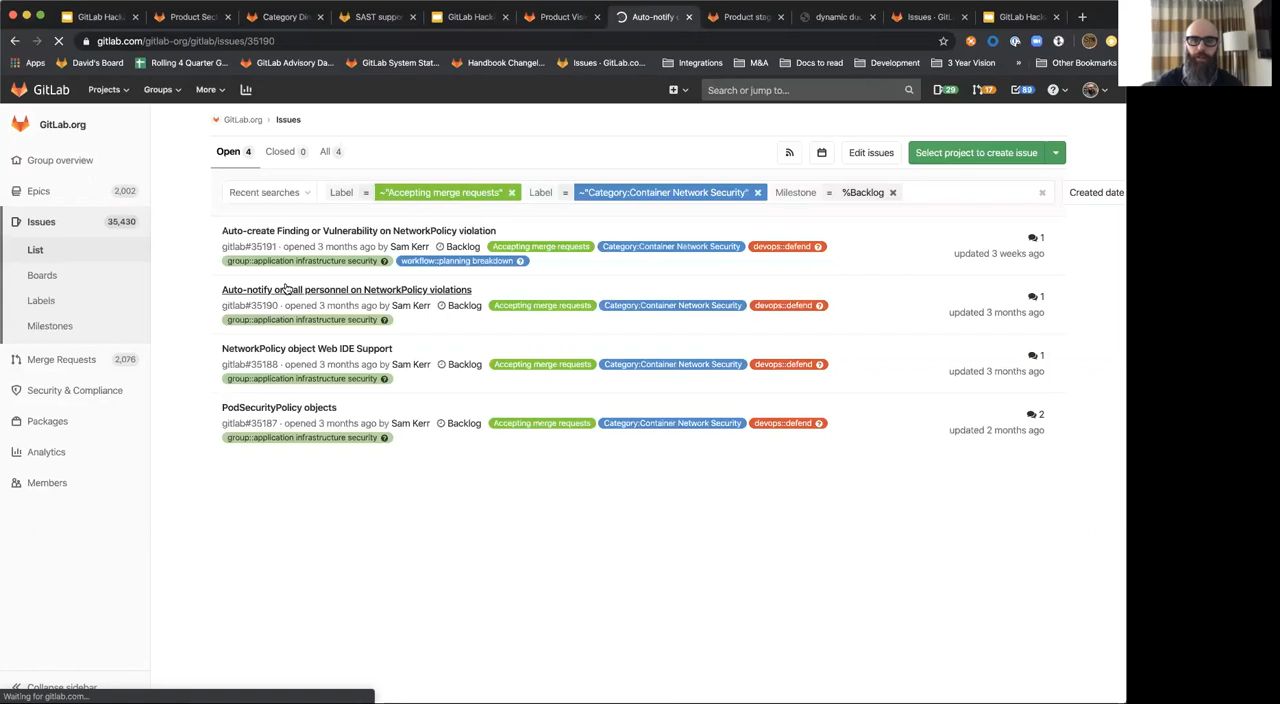 GitLab Hack
Product Sec
Category Di
SAST suppo
GitLab Hack
Product Vis
Auto-notify o
Product stag
dynamic duc
Issues · GitL
GitLab Hack
gitlab.com/gitlab-org/gitlab/issues/35190
Apps
David's Board
Rolling 4 Quarter G...
GitLab Advisory Da...
GitLab System Stat...
Handbook Changel...
Issues · GitLab.co...
Integrations
M&A
Docs to read
Development
3 Year Vision
»
Other Bookmarks
GitLab
Projects
Groups
More
Search or jump to...
29
17
89
GitLab.org
Group overview
Epics 2,002
Issues 35,430
List
Boards
Labels
Milestones
Merge Requests 2,076
Security & Compliance
Packages
Analytics
Members
Collapse sidebar
Waiting for gitlab.com...
GitLab.org › Issues
Open 4 Closed 0 All 4
Edit issues
Select project to create issue
Recent searches Label = ~"Accepting merge requests" Label = ~"Category:Container Network Security" Milestone = %Backlog
Created date
Auto-create Finding or Vulnerability on NetworkPolicy violation
gitlab#35191 · opened 3 months ago by Sam Kerr Backlog Accepting merge requests Category:Container Network Security devops::defend
group::application infrastructure security workflow::planning breakdown
1
updated 3 weeks ago
Auto-notify on-call personnel on NetworkPolicy violations
gitlab#35190 · opened 3 months ago by Sam Kerr Backlog Accepting merge requests Category:Container Network Security devops::defend
group::application infrastructure security
1
updated 3 months ago
NetworkPolicy object Web IDE Support
gitlab#35188 · opened 3 months ago by Sam Kerr Backlog Accepting merge requests Category:Container Network Security devops::defend
group::application infrastructure security
1
updated 3 months ago
PodSecurityPolicy objects
gitlab#35187 · opened 3 months ago by Sam Kerr Backlog Accepting merge requests Category:Container Network Security devops::defend
group::application infrastructure security
2
updated 2 months ago